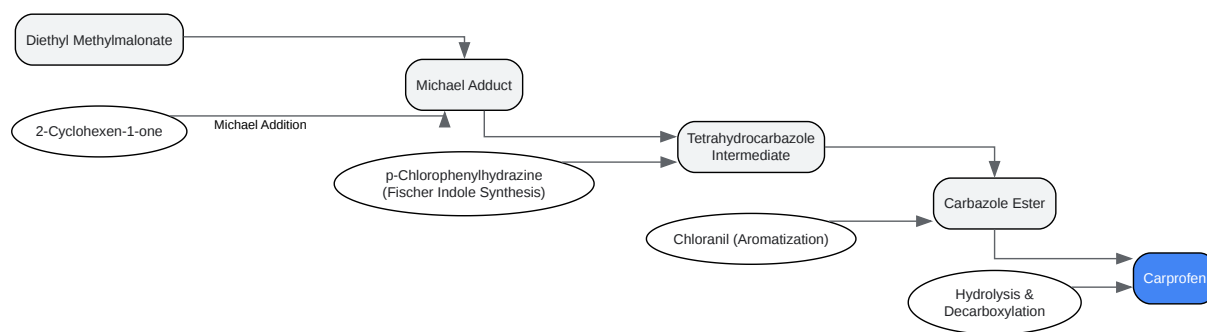 Diethyl Methylmalonate
Michael Adduct
2-Cyclohexen-1-one
Michael Addition
Tetrahydrocarbazole
Intermediate
p-Chlorophenylhydrazine
(Fischer Indole Synthesis)
Carbazole Ester
Chloranil (Aromatization)
Carprofen
Hydrolysis &
Decarboxylation